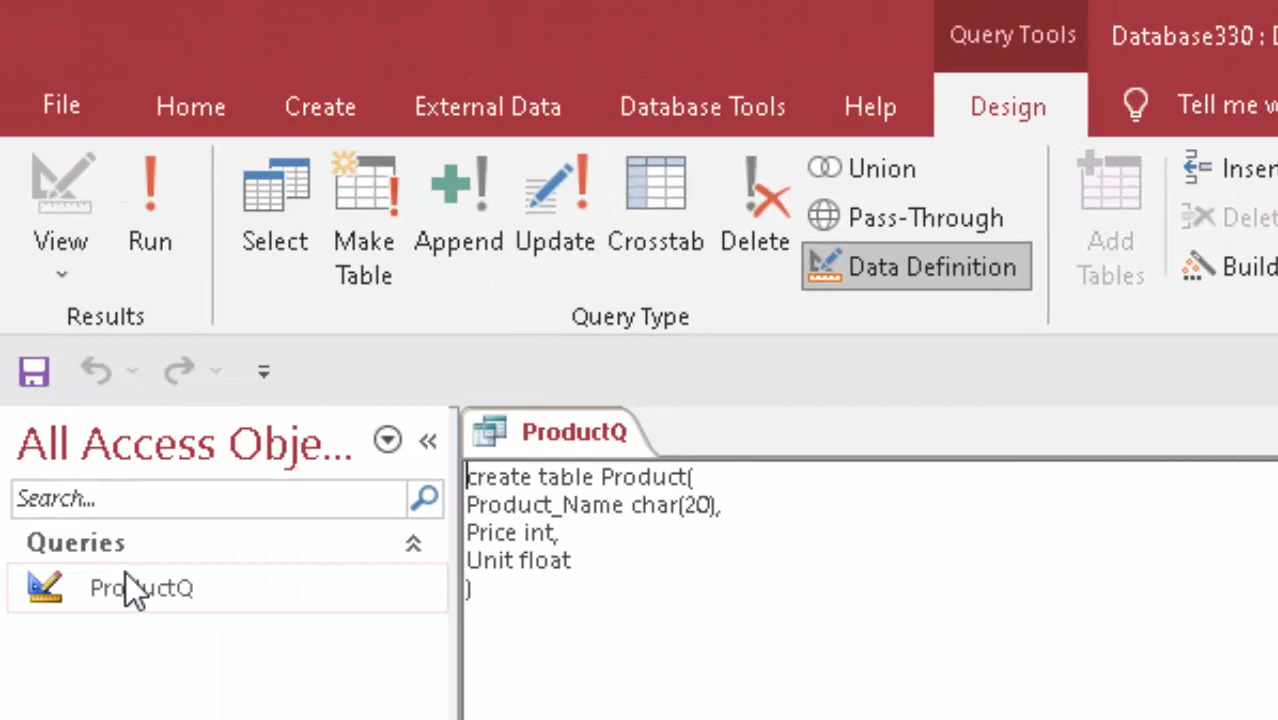 Query Tools
Database330 :
File
Home
Create
External Data
Database Tools
Help
Design
Tell me
View
Run
Select
Make Table
Append
Update
Crosstab
Delete
Union
Pass-Through
Data Definition
Add Tables
Results
Query Type
All Access Obje...
«
ProductQ
Search...
Queries
ProductQ
create table Product(
Product_Name char(20),
Price int,
Unit float
)